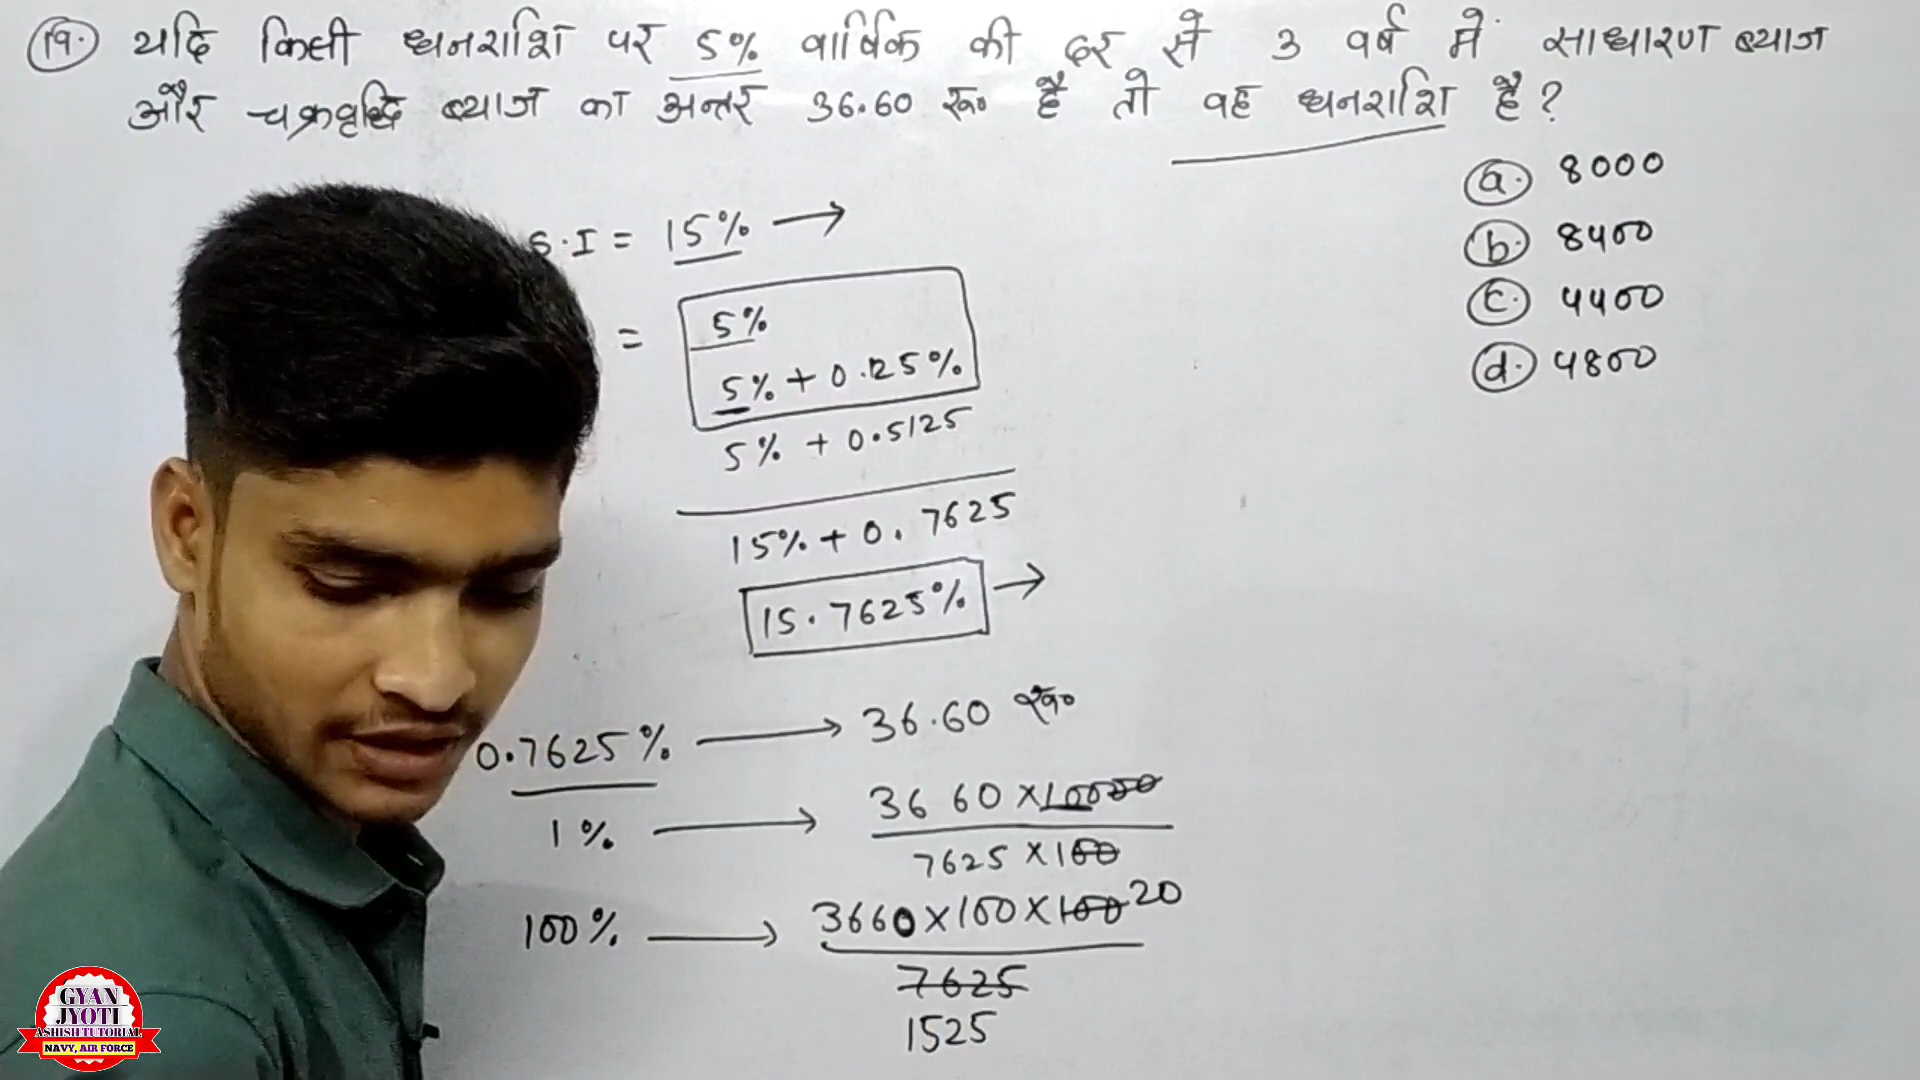 19. यदि किसी धनराशि पर 5% वार्षिक की दर से 3 वर्ष में साधारण ब्याज
और चक्रवृद्धि ब्याज का अन्तर 36.60 रू० है तो वह धनराशि है ?
a. 8000
b. 8400
c. 4400
d. 4800
S.I = 15% →
= 5%
5% + 0.25%
5% + 0.5125
15% + 0.7625
15.7625% →
0.7625% → 36.60 रू०
1% → 3660 × 10000 / 7625 × 100
100% → 3660 × 100 × 100 20
7625
1525
GYAN
JYOTI
ASHISH TUTORIAL
NAVY, AIR FORCE